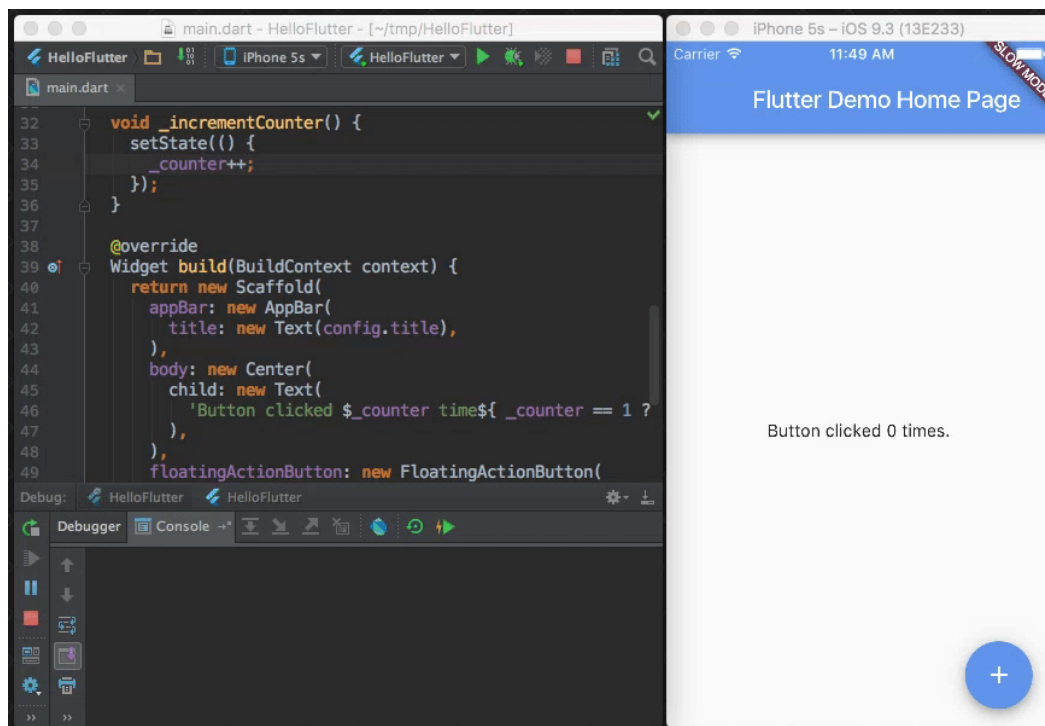 main.dart - HelloFlutter - [~/tmp/HelloFlutter]
HelloFlutter iPhone 5s HelloFlutter
main.dart
32 void _incrementCounter() {
33 setState(() {
34 _counter++;
35 });
36 }
37
38 @override
39 Widget build(BuildContext context) {
40 return new Scaffold(
41 appBar: new AppBar(
42 title: new Text(config.title),
43 ),
44 body: new Center(
45 child: new Text(
46 'Button clicked $_counter time${ _counter == 1 ?
47 ),
48 ),
49 floatingActionButton: new FloatingActionButton(
Debug: HelloFlutter HelloFlutter
Debugger Console
iPhone 5s – iOS 9.3 (13E233)
Carrier 11:49 AM
SLOW MODE
Flutter Demo Home Page
Button clicked 0 times.
+